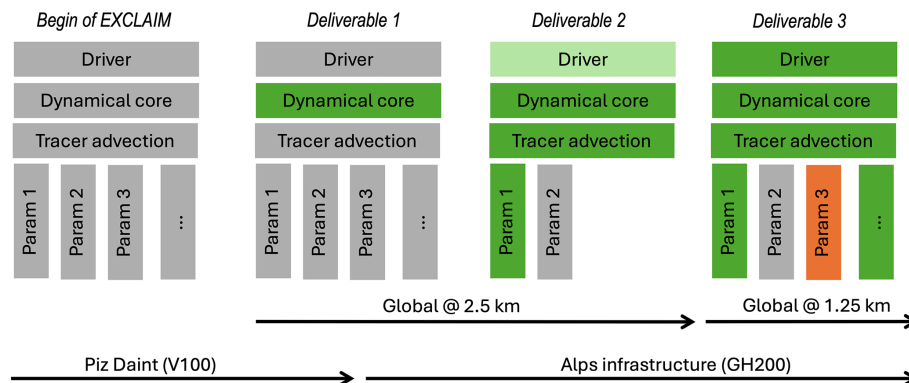 Begin of EXCLAIM
Deliverable 1
Deliverable 2
Deliverable 3
Driver
Driver
Driver
Driver
Dynamical core
Dynamical core
Dynamical core
Dynamical core
Tracer advection
Tracer advection
Tracer advection
Tracer advection
Param 1
Param 2
Param 3
...
Param 1
Param 2
Param 3
...
Param 1
Param 2
Param 1
Param 2
Param 3
...
Global @ 2.5 km
Global @ 1.25 km
Piz Daint (V100)
Alps infrastructure (GH200)